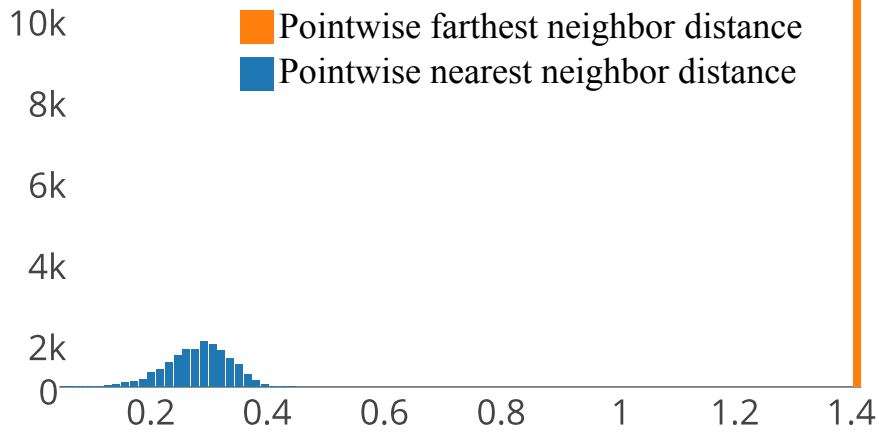 10k
Pointwise farthest neighbor distance
Pointwise nearest neighbor distance
8k
6k
4k
2k
0
0.2 0.4 0.6 0.8 1 1.2 1.4